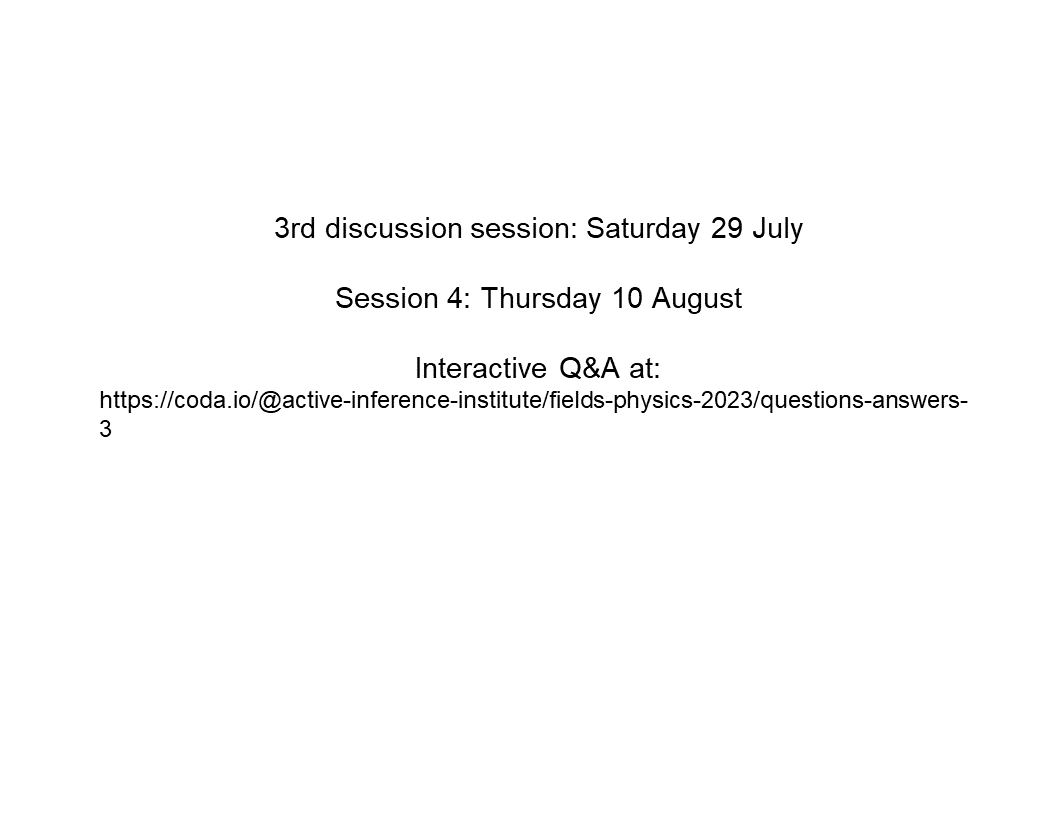 3rd discussion session: Saturday 29 July
Session 4: Thursday 10 August
Interactive Q&A at:
https://coda.io/@active-inference-institute/fields-physics-2023/questions-answers-
3